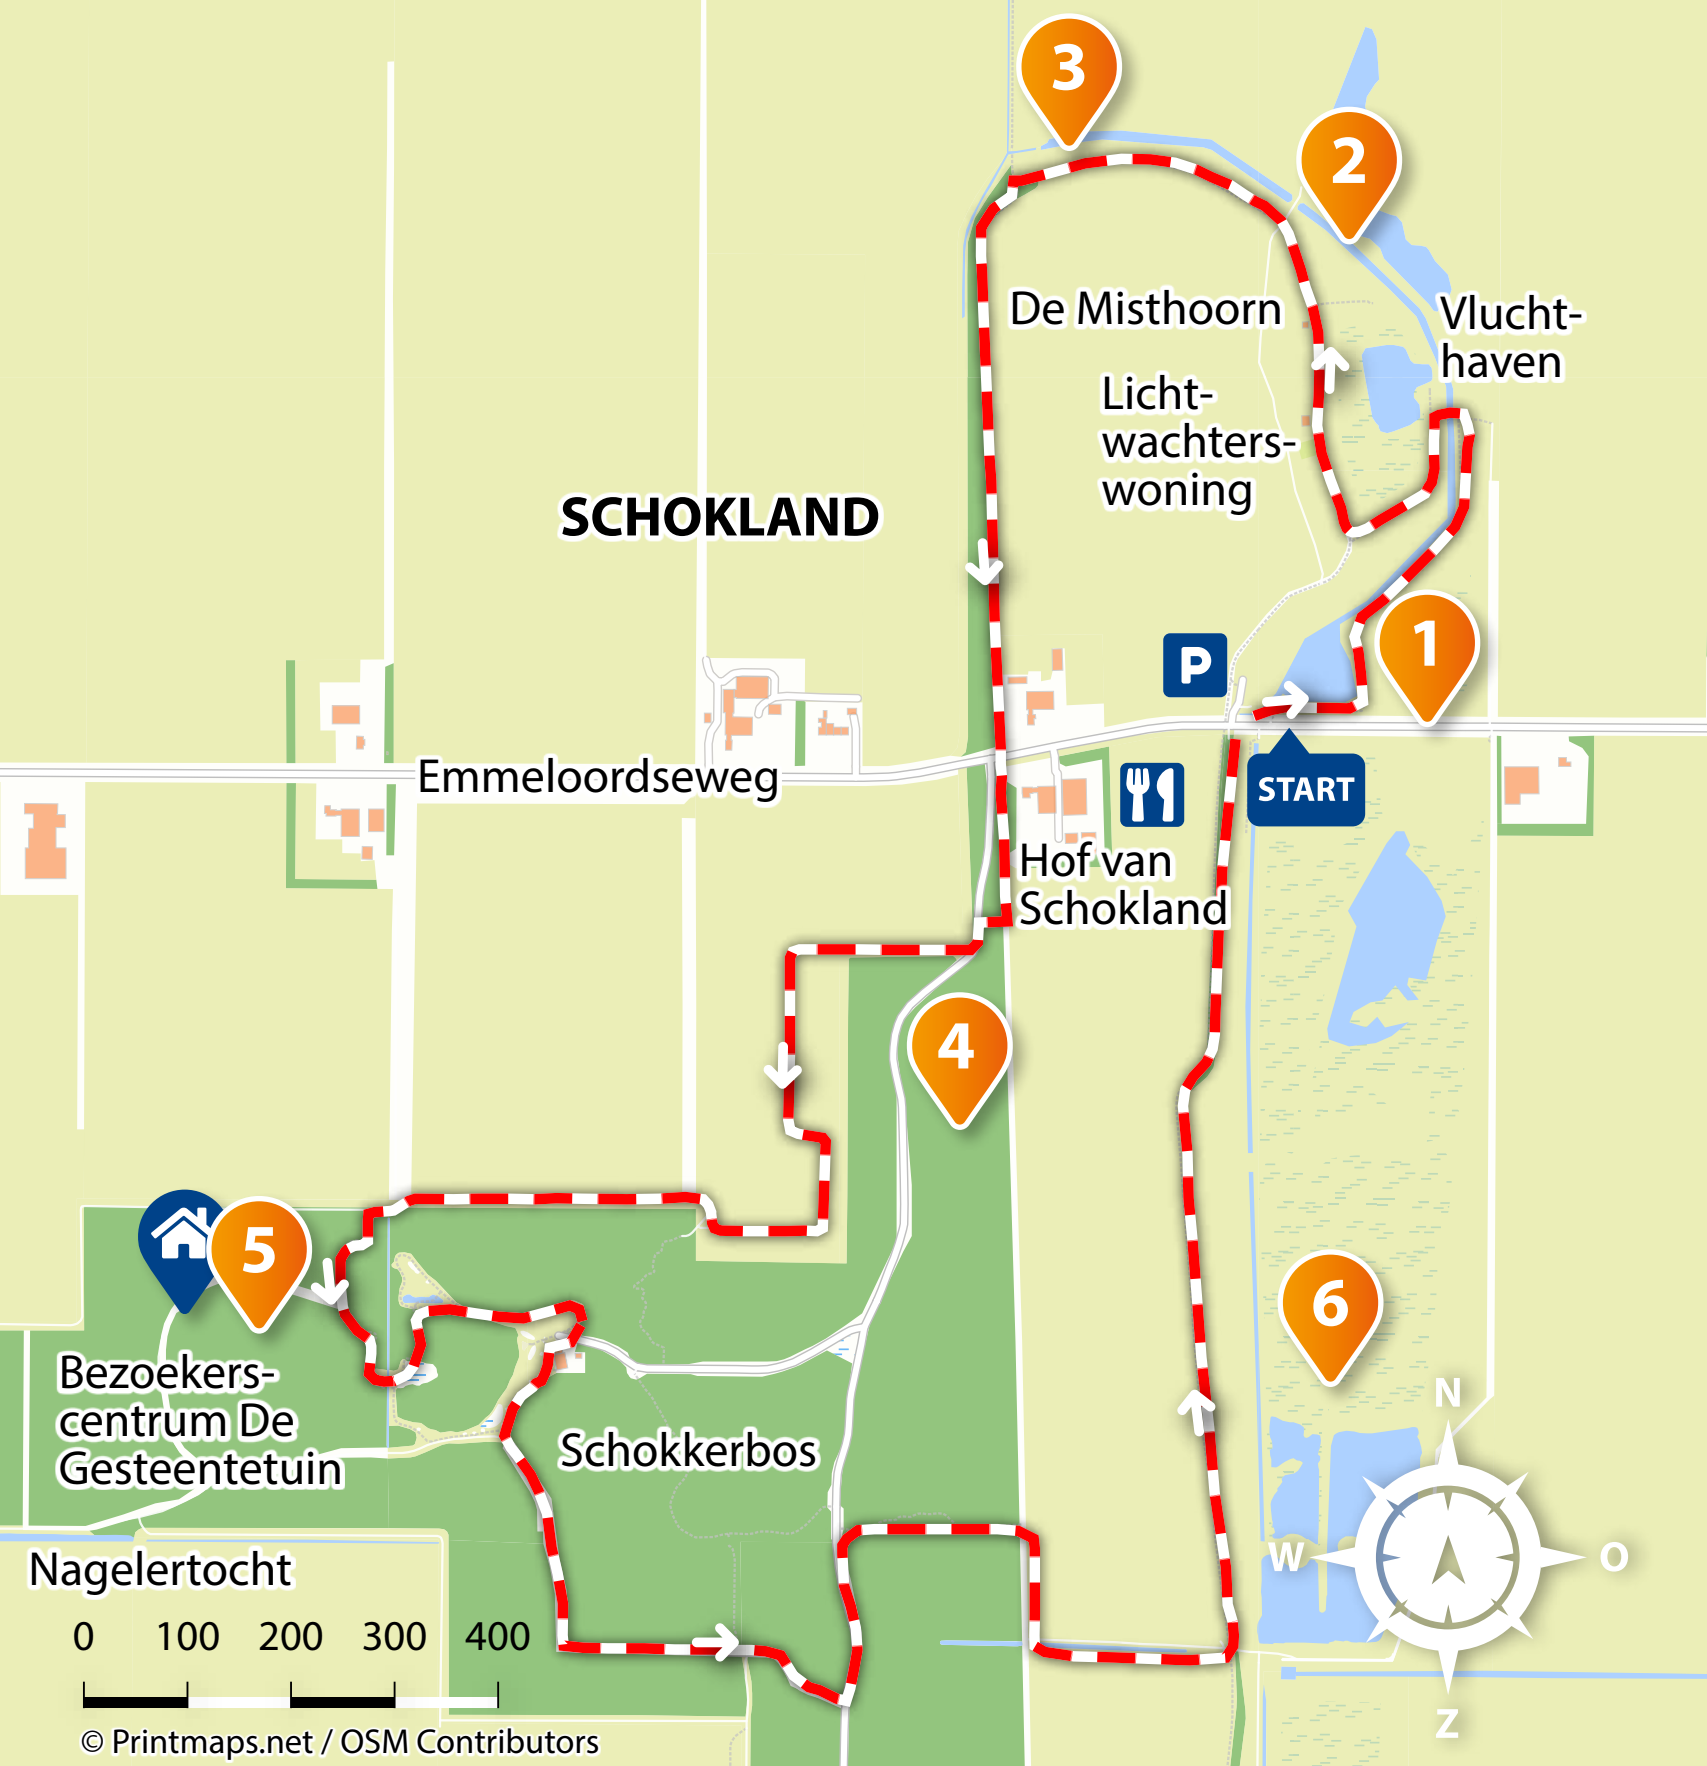 3
2
De Misthoorn
Vlucht-
haven
Licht-
wachters-
woning
SCHOKLAND
1
P
Emmeloordseweg
START
Hof van
Schokland
4
5
6
Bezoekers-
centrum De
Gesteentetuin
Schokkerbos
N
W
O
Z
Nagelertocht
0 100 200 300 400
© Printmaps.net / OSM Contributors